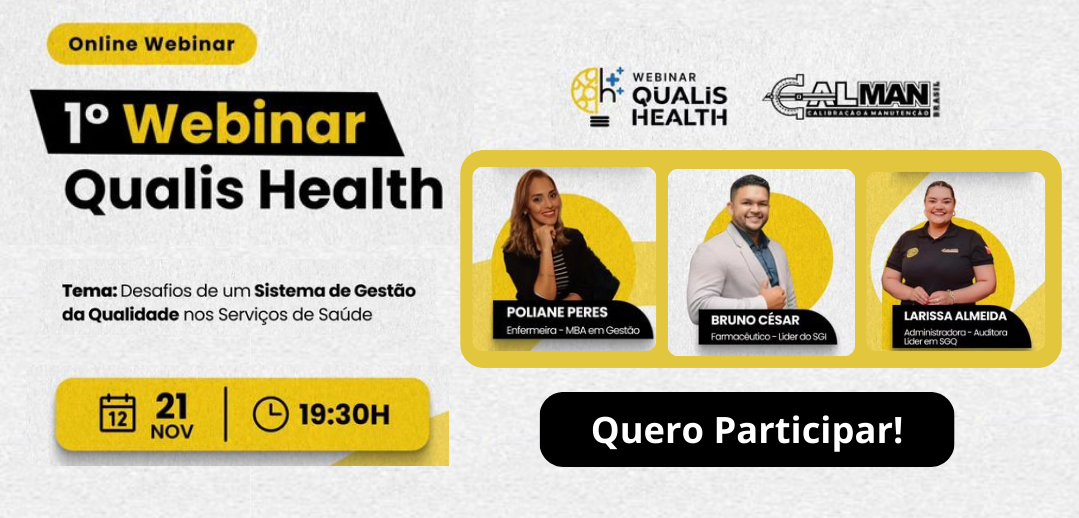 Online Webinar
1º Webinar
Qualis Health
Tema: Desafios de um Sistema de Gestão
da Qualidade nos Serviços de Saúde
12
21
NOV
19:30H
WEBINAR
QUALIS
HEALTH
CALMAN
BRASIL
CALIBRAÇÃO & MANUTENÇÃO
POLIANE PERES
Enfermeira - MBA em Gestão
BRUNO CÉSAR
Farmacêutico - Líder do SGI
LARISSA ALMEIDA
Administradora - Auditora
Líder em SGQ
Quero Participar!